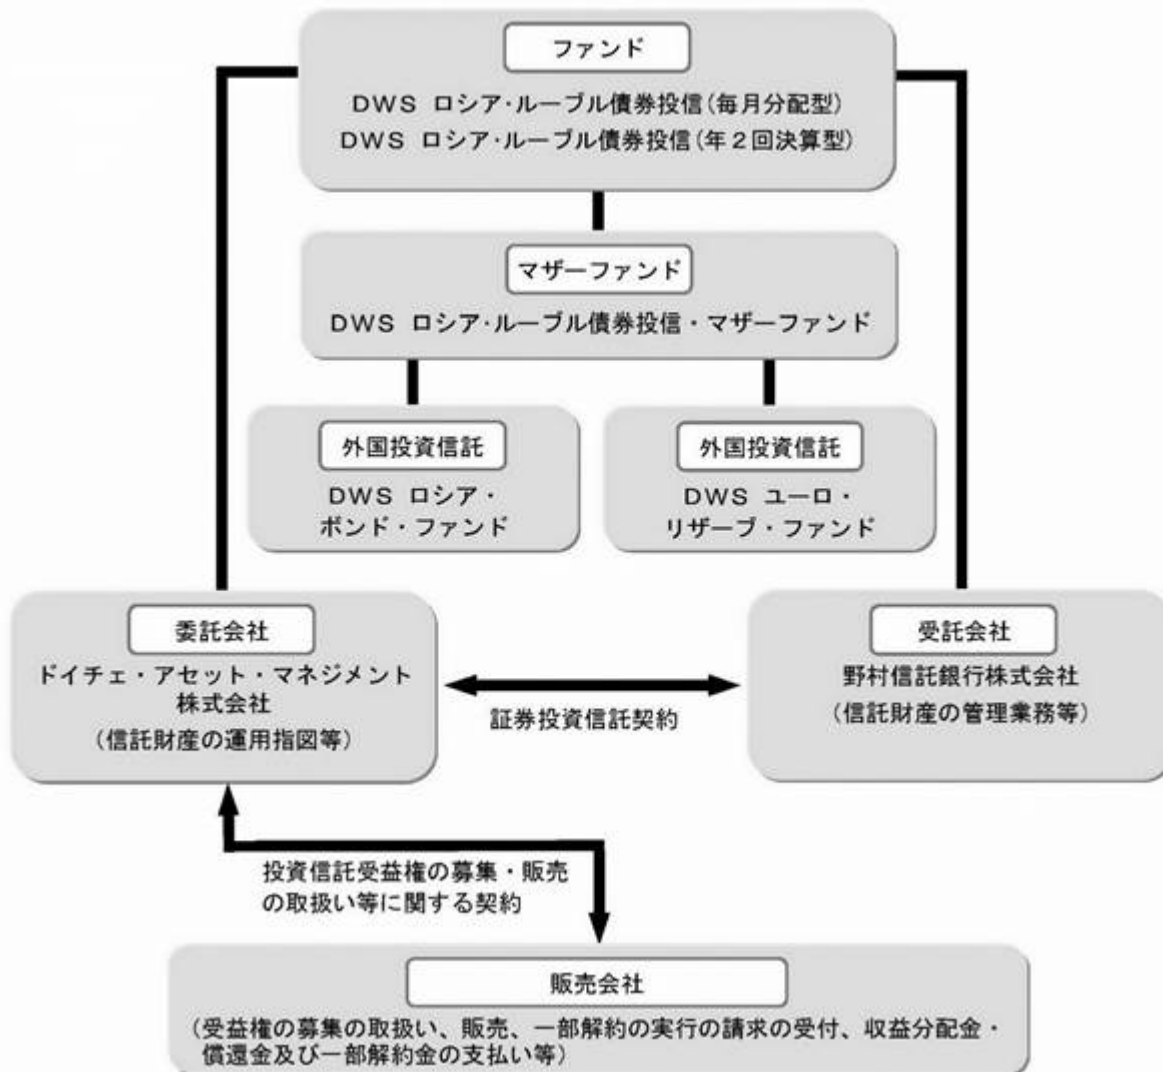 ファンド
DWS ロシア・ルーブル債券投信(毎月分配型)
DWS ロシア・ルーブル債券投信(年2回決算型)
マザーファンド
DWS ロシア・ルーブル債券投信・マザーファンド
外国投資信託
DWS ロシア・
ボンド・ファンド
外国投資信託
DWS ユーロ・
リザーブ・ファンド
委託会社
ドイチェ・アセット・マネジメント
株式会社
(信託財産の運用指図等)
証券投資信託契約
受託会社
野村信託銀行株式会社
(信託財産の管理業務等)
投資信託受益権の募集・販売
の取扱い等に関する契約
販売会社
(受益権の募集の取扱い、販売、一部解約の実行の請求の受付、収益分配金・
償還金及び一部解約金の支払い等)